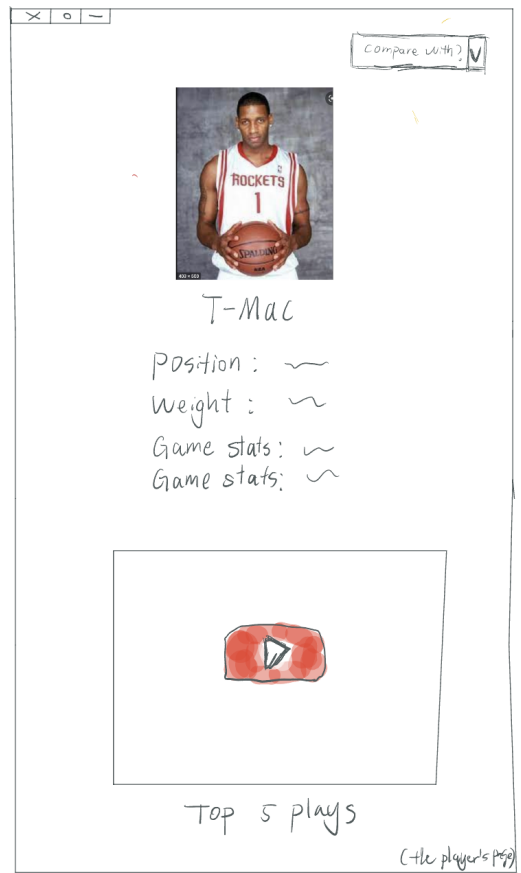 X O —
Compare with? V
ROCKETS
1
SPALDING
T-Mac
Position:
Weight:
Game stats:
Game stats:
Top 5 plays
(the player's page)